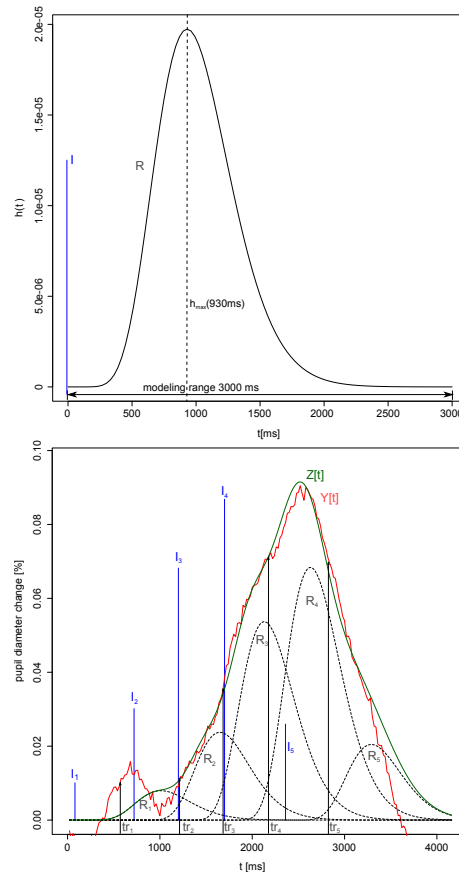 2.0e-05
1.5e-05
1.0e-05
5.0e-06
0
h(t)
I
R
hmax(930ms)
modeling range 3000 ms
0 500 1000 1500 2000 2500 3000
t[ms]
0.10
0.08
0.06
0.04
0.02
0.00
pupil diameter change [%]
Z[t]
Y[t]
I4
I3
I2
I1
I5
R1
R2
R3
R4
R5
tr1 tr2 tr3 tr4 tr5
0 1000 2000 3000 4000
t [ms]